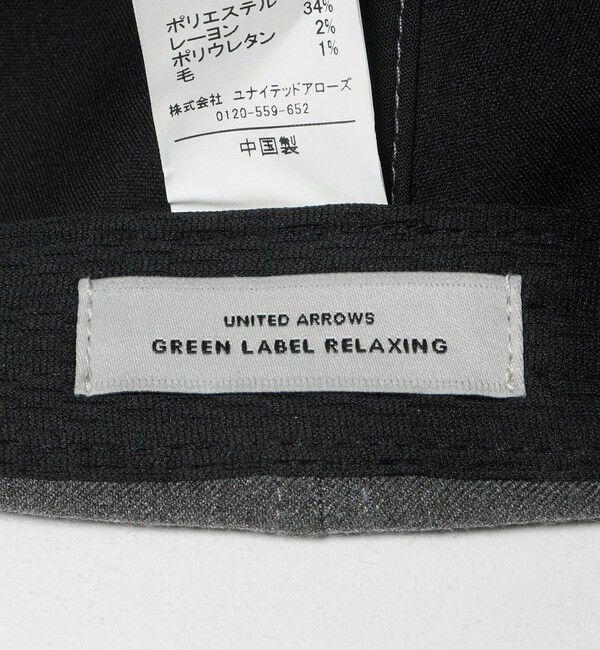 ポリエステル 34%
レーヨン 2%
ポリウレタン 1%
毛
株式会社 ユナイテッドアローズ
0120-559-652
中国製
UNITED ARROWS
GREEN LABEL RELAXING